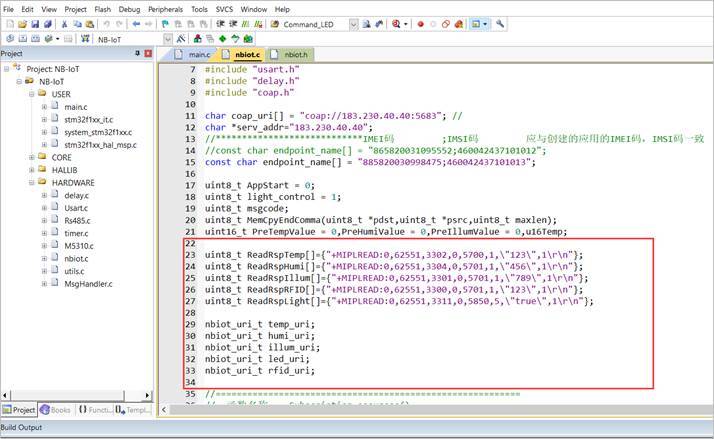 File Edit View Project Flash Debug Peripherals Tools SVCS Window Help
Command_LED
NB-IoT
Project
main.c nbiot.c nbiot.h
Project: NB-IoT
NB-IoT
USER
main.c
stm32f1xx_it.c
system_stm32f1xx.c
stm32f1xx_hal_msp.c
CORE
HALLIB
HARDWARE
delay.c
Usart.c
Rs485.c
timer.c
M5310.c
nbiot.c
utils.c
MsgHandler.c
7 #include "usart.h"
8 #include "delay.h"
9 #include "coap.h"
10
11 char coap_uri[] = "coap://183.230.40.40:5683"; //
12 char *serv_addr="183.230.40.40";
13 //****************************IMEI码 ;IMSI码 应与创建的应用的IMEI码，IMSI码一致
14 //const char endpoint_name[] = "865820031095552;460042437101012";
15 const char endpoint_name[] = "885820030998475;460042437101013";
16
17 uint8_t AppStart = 0;
18 uint8_t light_control = 1;
19 uint8_t msgcode;
20 uint8_t MemCpyEndComma(uint8_t *pdst,uint8_t *psrc,uint8_t maxlen);
21 uint16_t PreTempValue = 0,PreHumiValue = 0,PreIllumValue = 0,u16Temp;
22
23 uint8_t ReadRspTemp[]={"+MIPLREAD:0,62551,3302,0,5700,1,\"123\",1\r\n"};
24 uint8_t ReadRspHumi[]={"+MIPLREAD:0,62551,3304,0,5701,1,\"456\",1\r\n"};
25 uint8_t ReadRspIllum[]={"+MIPLREAD:0,62551,3301,0,5701,1,\"789\",1\r\n"};
26 uint8_t ReadRspRFID[]={"+MIPLREAD:0,62551,3300,0,5701,1,\"123\",1\r\n"};
27 uint8_t ReadRspLight[]={"+MIPLREAD:0,62551,3311,0,5850,5,\"true\",1\r\n"};
28
29 nbiot_uri_t temp_uri;
30 nbiot_uri_t humi_uri;
31 nbiot_uri_t illum_uri;
32 nbiot_uri_t led_uri;
33 nbiot_uri_t rfid_uri;
34
35 //==========================================================
Project Books Functi... Templ...
Build Output